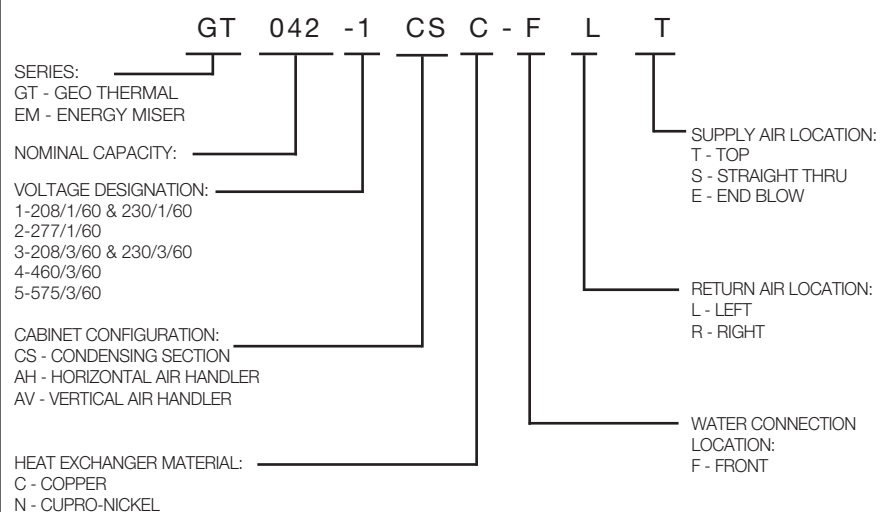 GT 042 -1 CS C - F L T
SERIES:
GT - GEO THERMAL
EM - ENERGY MISER
NOMINAL CAPACITY:
VOLTAGE DESIGNATION:
1-208/1/60 & 230/1/60
2-277/1/60
3-208/3/60 & 230/3/60
4-460/3/60
5-575/3/60
CABINET CONFIGURATION:
CS - CONDENSING SECTION
AH - HORIZONTAL AIR HANDLER
AV - VERTICAL AIR HANDLER
HEAT EXCHANGER MATERIAL:
C - COPPER
N - CUPRO-NICKEL
SUPPLY AIR LOCATION:
T - TOP
S - STRAIGHT THRU
E - END BLOW
RETURN AIR LOCATION:
L - LEFT
R - RIGHT
WATER CONNECTION
LOCATION:
F - FRONT